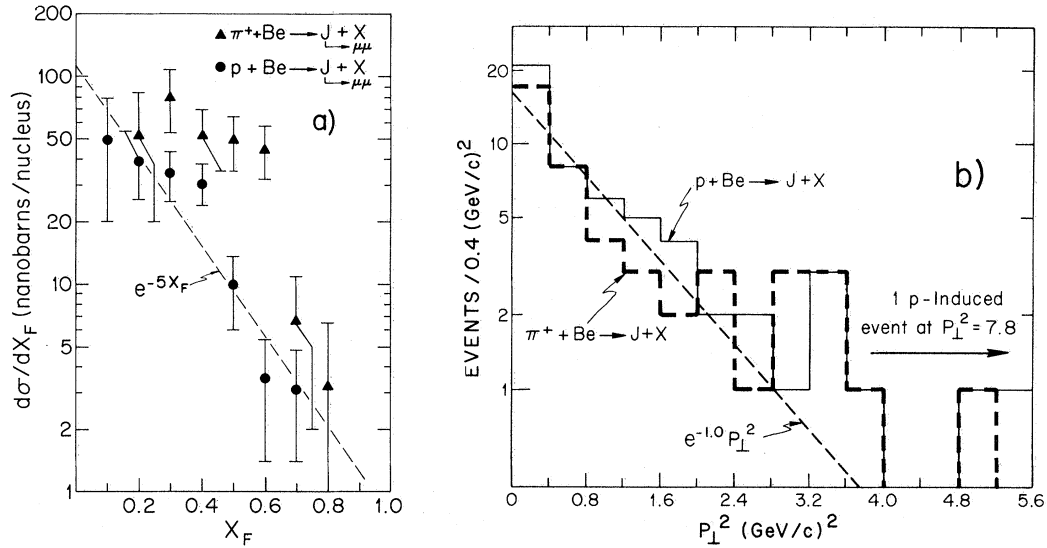 200
100
50
20
10
5
2
1
dσ/dX_F (nanobarns/nucleus)
▲ π⁺+Be → J + X
↳ μμ
● p + Be → J + X
↳ μμ
a)
e^-5X_F
0 0.2 0.4 0.6 0.8 1.0
X_F
20
10
5
2
1
EVENTS / 0.4 (GeV/c)²
b)
p+Be → J+X
π⁺ + Be → J+X
1 p-Induced
event at P⊥²=7.8
e^-1.0 P⊥²
0 0.8 1.6 2.4 3.2 4.0 4.8 5.6
P⊥² (GeV/c)²